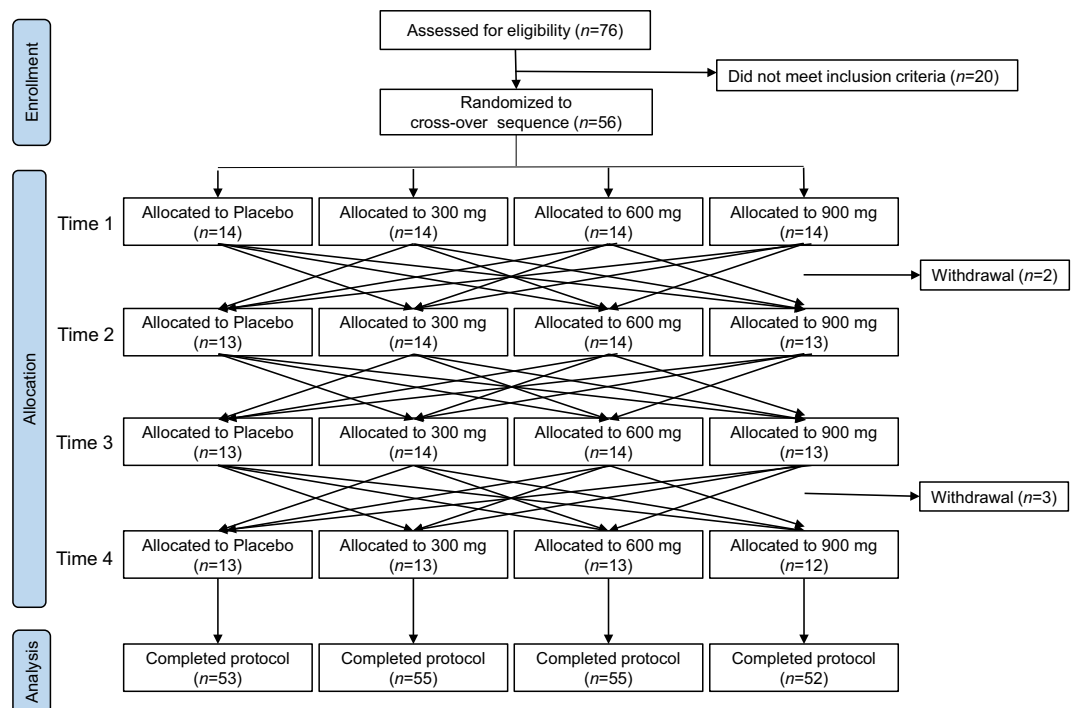 Enrollment
Assessed for eligibility (n=76)
Did not meet inclusion criteria (n=20)
Randomized to
cross-over sequence (n=56)
Allocation
Time 1
Allocated to Placebo
(n=14)
Allocated to 300 mg
(n=14)
Allocated to 600 mg
(n=14)
Allocated to 900 mg
(n=14)
Withdrawal (n=2)
Time 2
Allocated to Placebo
(n=13)
Allocated to 300 mg
(n=14)
Allocated to 600 mg
(n=14)
Allocated to 900 mg
(n=13)
Time 3
Allocated to Placebo
(n=13)
Allocated to 300 mg
(n=14)
Allocated to 600 mg
(n=14)
Allocated to 900 mg
(n=13)
Withdrawal (n=3)
Time 4
Allocated to Placebo
(n=13)
Allocated to 300 mg
(n=13)
Allocated to 600 mg
(n=13)
Allocated to 900 mg
(n=12)
Analysis
Completed protocol
(n=53)
Completed protocol
(n=55)
Completed protocol
(n=55)
Completed protocol
(n=52)